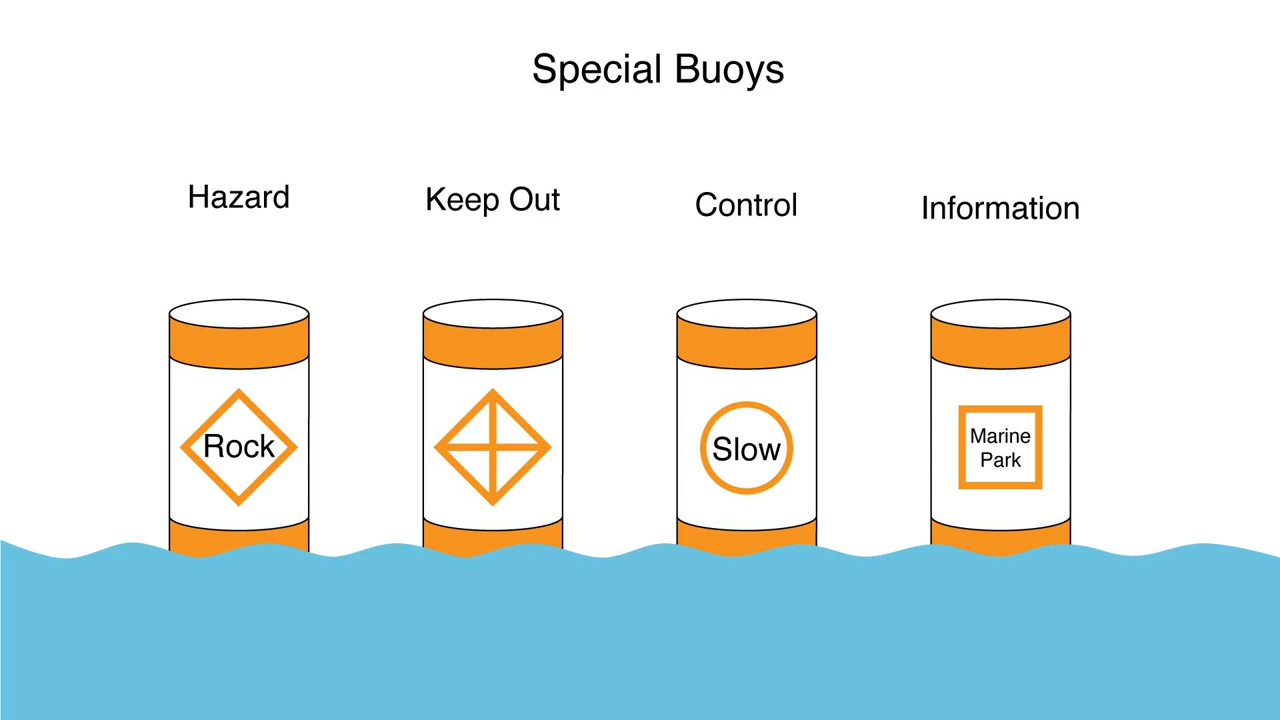 Special Buoys
Hazard
Keep Out
Control
Information
Rock
Slow
Marine
Park